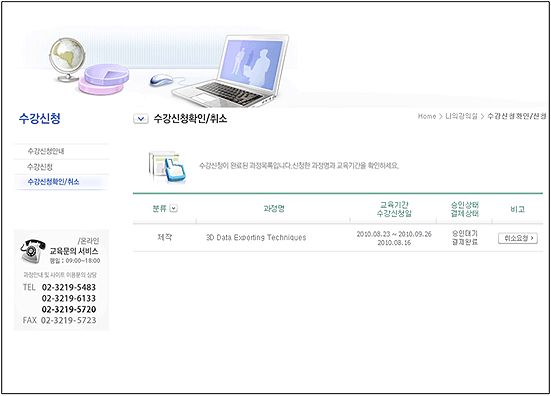 수강신청
수강신청안내
수강신청
수강신청확인/취소
/온라인
교육문의 서비스
평일 : 09:00~18:00
과정안내 및 사이트 이용문의 상담
TEL 02-3219-5483
02-3219-6133
02-3219-5720
FAX 02-3219-5723
수강신청확인/취소
Home > 나의강의실 > 수강신청확인/신청
수강신청이 완료된 과정목록입니다.신청한 과정명과 교육기간을 확인하세요.
분류 과정명 교육기간 승인상태 비고
수강신청일 결제상태
제작 3D Data Exporting Techniques 2010.08.23 ~ 2010.09.26 승인대기 취소요청 >
2010.08.16 결제완료